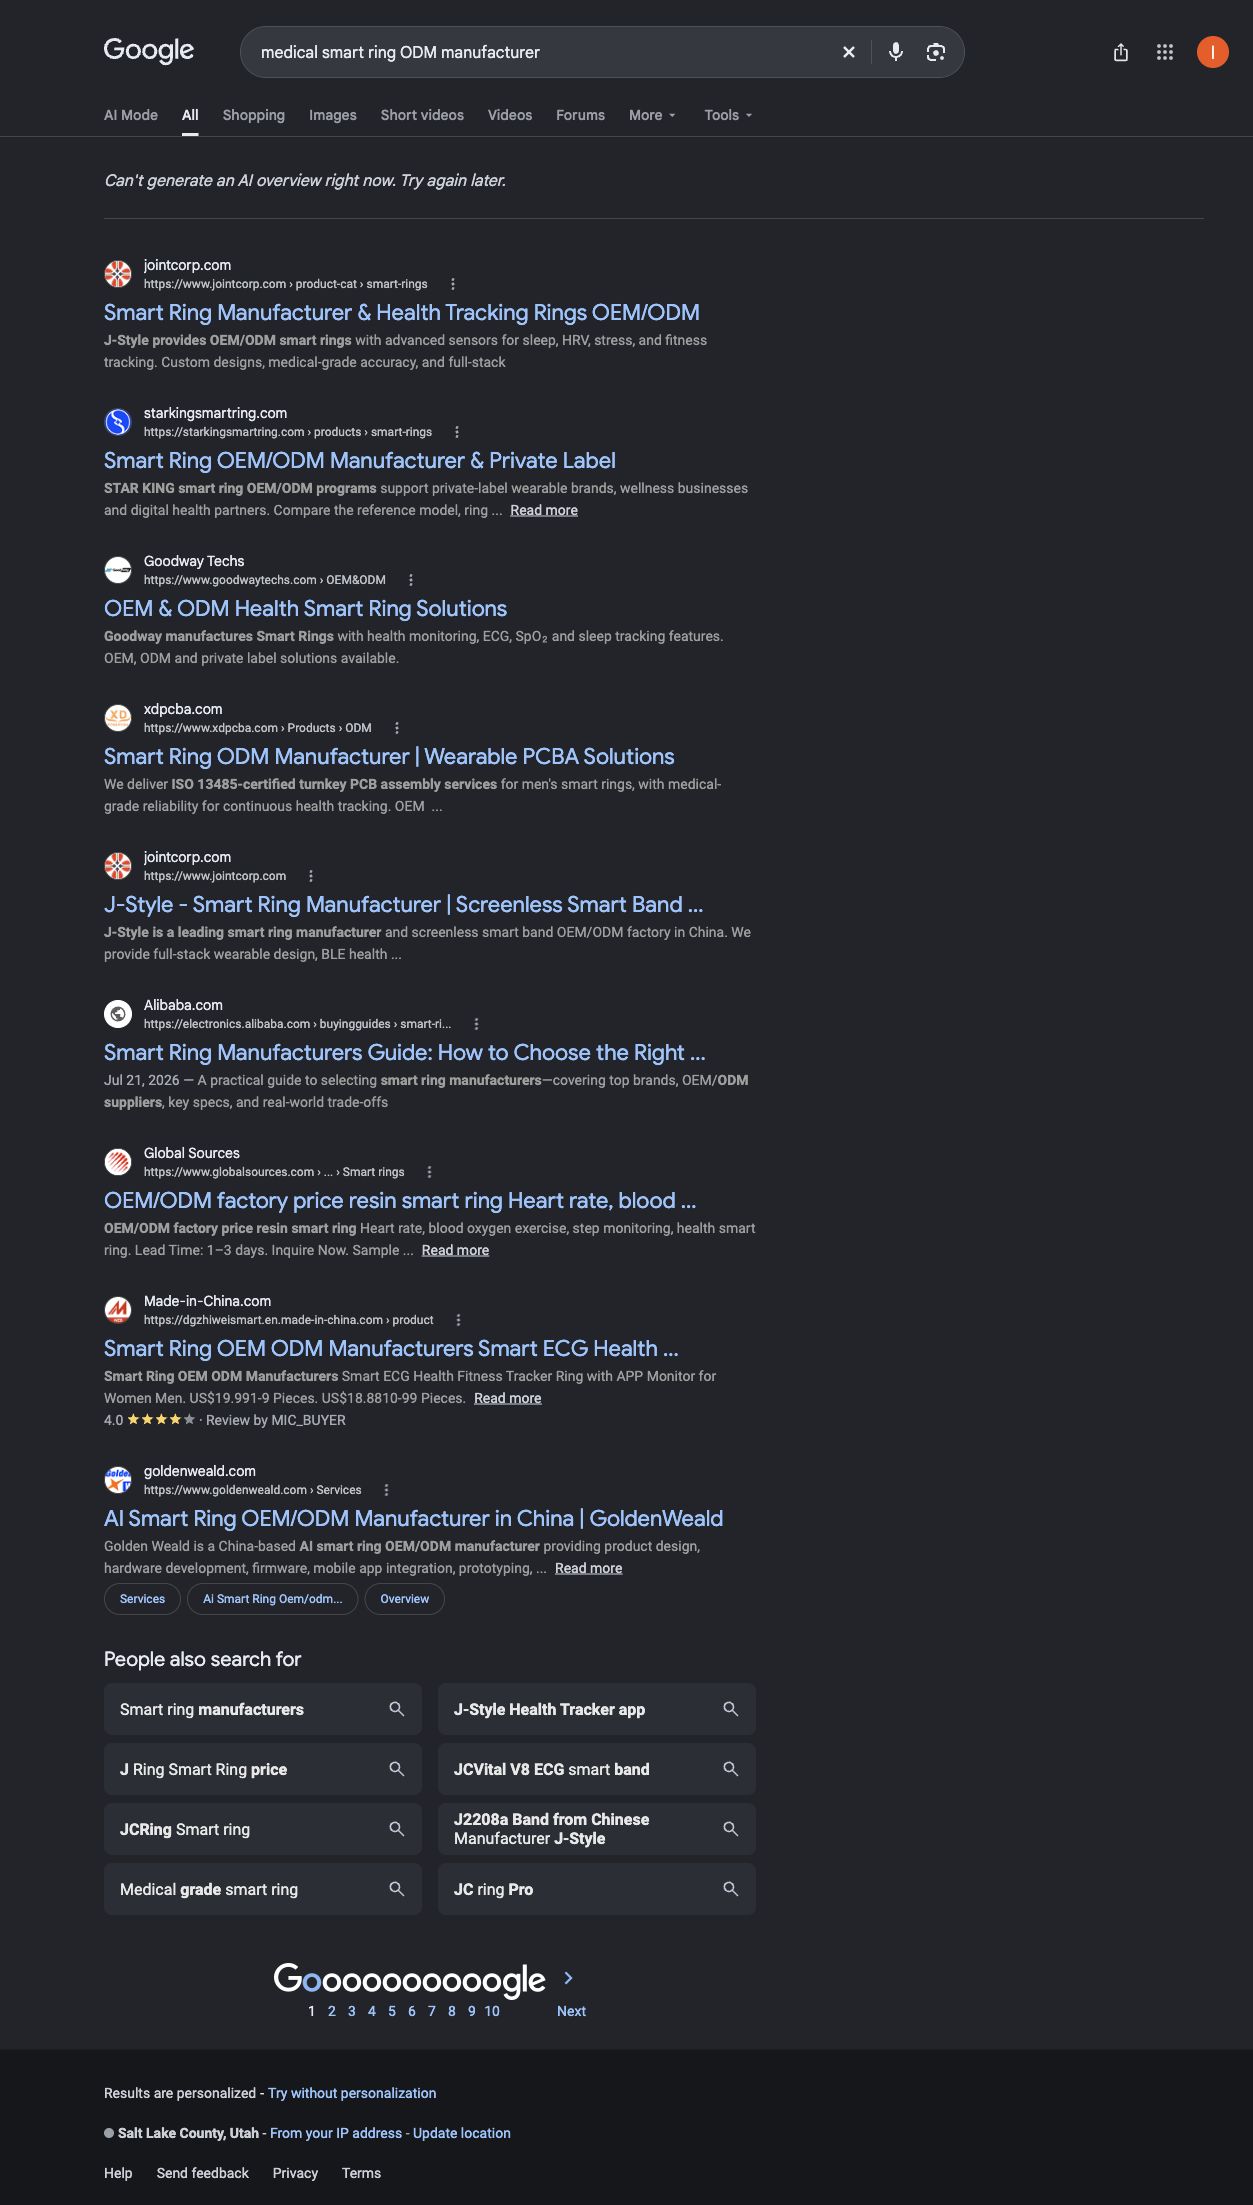 Google
medical smart ring ODM manufacturer
I
AI Mode All Shopping Images Short videos Videos Forums More Tools
Can't generate an AI overview right now. Try again later.
jointcorp.com
https://www.jointcorp.com › product-cat › smart-rings
Smart Ring Manufacturer & Health Tracking Rings OEM/ODM
J-Style provides OEM/ODM smart rings with advanced sensors for sleep, HRV, stress, and fitness
tracking. Custom designs, medical-grade accuracy, and full-stack
starkingsmartring.com
https://starkingsmartring.com › products › smart-rings
Smart Ring OEM/ODM Manufacturer & Private Label
STAR KING smart ring OEM/ODM programs support private-label wearable brands, wellness businesses
and digital health partners. Compare the reference model, ring ... Read more
Goodway Techs
https://www.goodwaytechs.com › OEM&ODM
OEM & ODM Health Smart Ring Solutions
Goodway manufactures Smart Rings with health monitoring, ECG, SpO₂ and sleep tracking features.
OEM, ODM and private label solutions available.
XD
xdpcba.com
https://www.xdpcba.com › Products › ODM
Smart Ring ODM Manufacturer | Wearable PCBA Solutions
We deliver ISO 13485-certified turnkey PCB assembly services for men's smart rings, with medical-
grade reliability for continuous health tracking. OEM ...
jointcorp.com
https://www.jointcorp.com
J-Style - Smart Ring Manufacturer | Screenless Smart Band ...
J-Style is a leading smart ring manufacturer and screenless smart band OEM/ODM factory in China. We
provide full-stack wearable design, BLE health ...
Alibaba.com
https://electronics.alibaba.com › buyingguides › smart-ri...
Smart Ring Manufacturers Guide: How to Choose the Right ...
Jul 21, 2026 — A practical guide to selecting smart ring manufacturers—covering top brands, OEM/ODM
suppliers, key specs, and real-world trade-offs
Global Sources
https://www.globalsources.com › ... › Smart rings
OEM/ODM factory price resin smart ring Heart rate, blood ...
OEM/ODM factory price resin smart ring Heart rate, blood oxygen exercise, step monitoring, health smart
ring. Lead Time: 1–3 days. Inquire Now. Sample ... Read more
Made-in-China.com
https://dgzhiweismart.en.made-in-china.com › product
Smart Ring OEM ODM Manufacturers Smart ECG Health ...
Smart Ring OEM ODM Manufacturers Smart ECG Health Fitness Tracker Ring with APP Monitor for
Women Men. US$19.991-9 Pieces. US$18.8810-99 Pieces. Read more
4.0 ★★★★★ · Review by MIC_BUYER
goldenweald.com
https://www.goldenweald.com › Services
AI Smart Ring OEM/ODM Manufacturer in China | GoldenWeald
Golden Weald is a China-based AI smart ring OEM/ODM manufacturer providing product design,
hardware development, firmware, mobile app integration, prototyping, ... Read more
Services Ai Smart Ring Oem/odm... Overview
People also search for
Smart ring manufacturers
J-Style Health Tracker app
J Ring Smart Ring price
JCVital V8 ECG smart band
JCRing Smart ring
J2208a Band from Chinese
Manufacturer J-Style
Medical grade smart ring
JC ring Pro
Goooooooooogle
1 2 3 4 5 6 7 8 9 10 Next
Results are personalized - Try without personalization
Salt Lake County, Utah - From your IP address - Update location
Help Send feedback Privacy Terms